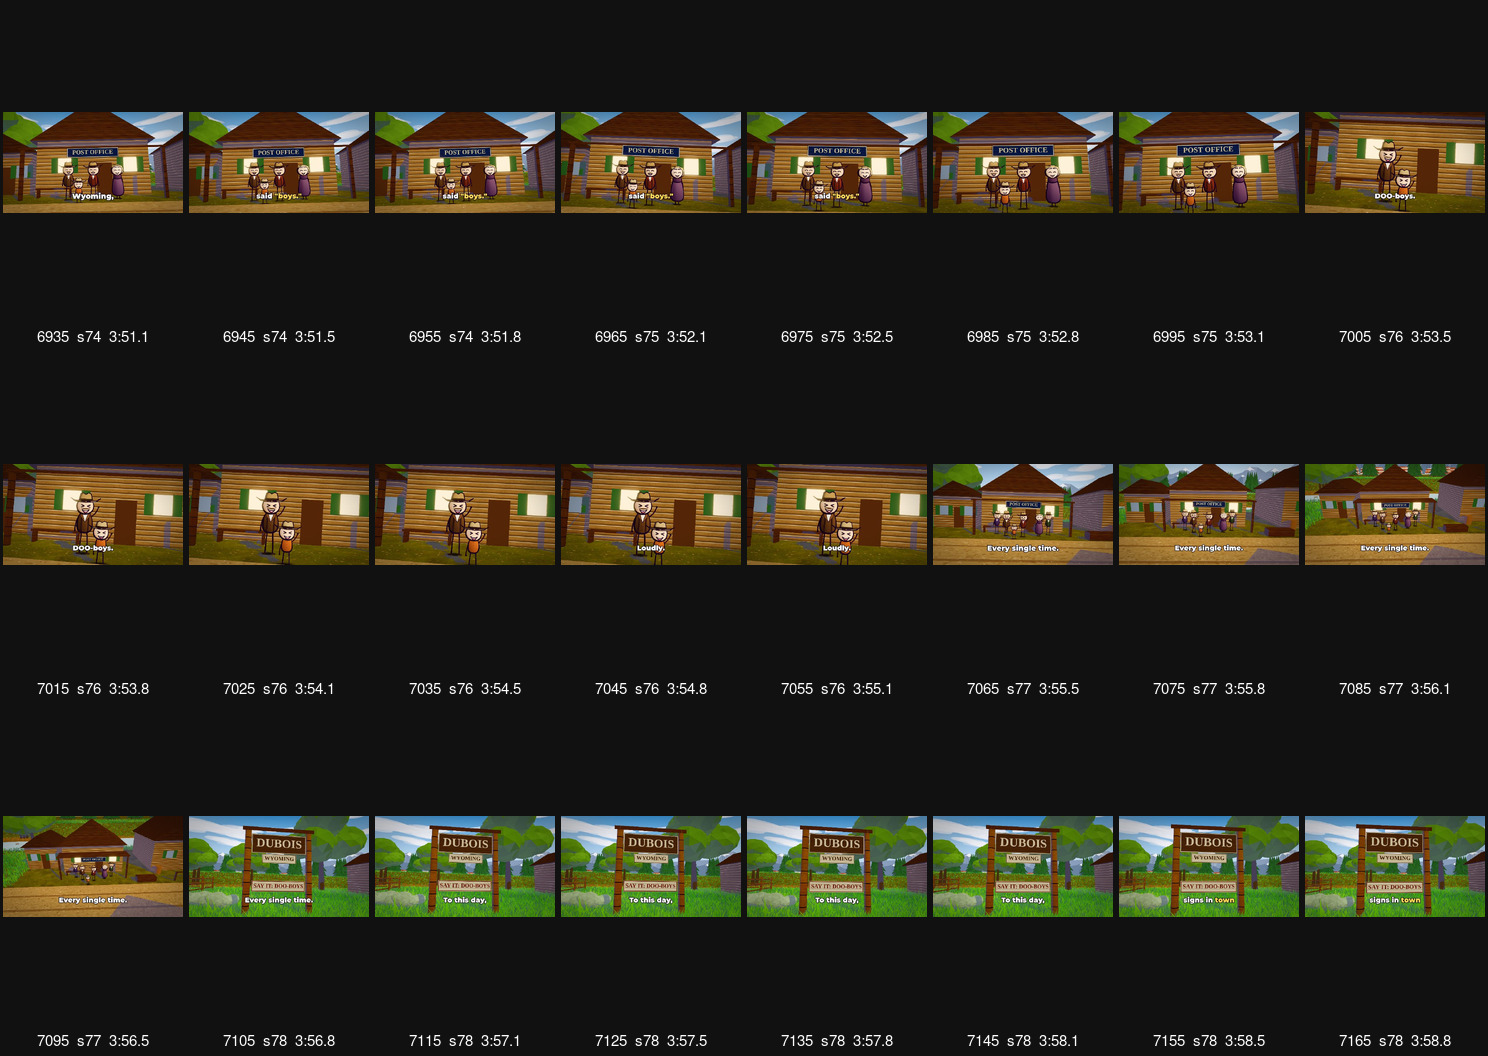 POST OFFICE
Wyoming,
POST OFFICE
said "boys."
POST OFFICE
said "boys."
POST OFFICE
said "boys."
POST OFFICE
said "boys."
POST OFFICE
POST OFFICE
DOO-boys.
6935 s74 3:51.1
6945 s74 3:51.5
6955 s74 3:51.8
6965 s75 3:52.1
6975 s75 3:52.5
6985 s75 3:52.8
6995 s75 3:53.1
7005 s76 3:53.5
DOO-boys.
Loudly.
Loudly.
POST OFFICE
Every single time.
POST OFFICE
Every single time.
POST OFFICE
Every single time.
7015 s76 3:53.8
7025 s76 3:54.1
7035 s76 3:54.5
7045 s76 3:54.8
7055 s76 3:55.1
7065 s77 3:55.5
7075 s77 3:55.8
7085 s77 3:56.1
POST OFFICE
Every single time.
DUBOIS
WYOMING
SAY IT: DOO-BOYS
Every single time.
DUBOIS
WYOMING
SAY IT: DOO-BOYS
To this day,
DUBOIS
WYOMING
SAY IT: DOO-BOYS
To this day,
DUBOIS
WYOMING
SAY IT: DOO-BOYS
To this day,
DUBOIS
WYOMING
SAY IT: DOO-BOYS
To this day,
DUBOIS
WYOMING
SAY IT: DOO-BOYS
signs in town
DUBOIS
WYOMING
SAY IT: DOO-BOYS
signs in town
7095 s77 3:56.5
7105 s78 3:56.8
7115 s78 3:57.1
7125 s78 3:57.5
7135 s78 3:57.8
7145 s78 3:58.1
7155 s78 3:58.5
7165 s78 3:58.8